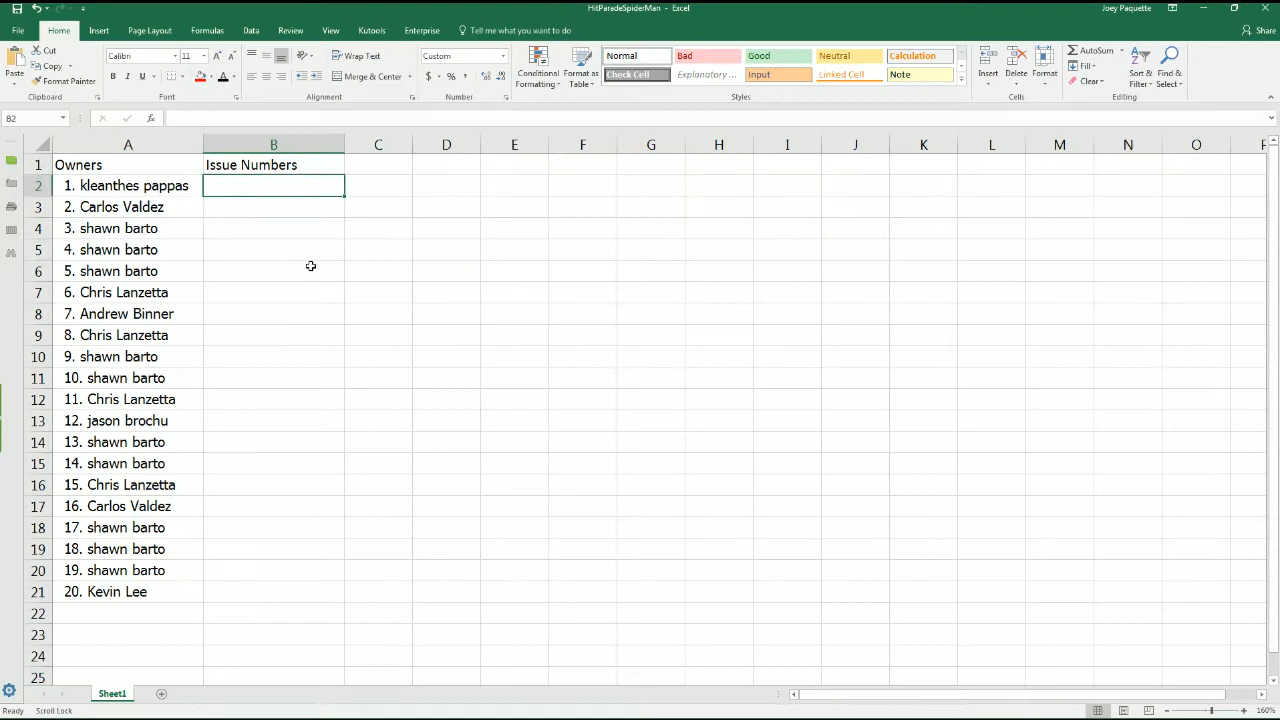 HitParadeSpiderMan - Excel
Joey Paquette
File Home Insert Page Layout Formulas Data Review View Kutools Enterprise Tell me what you want to do Share
Paste Cut Copy Format Painter Clipboard
Calibri 11 B I U A A A Font
Wrap Text Merge & Center Alignment
Custom $ % , Number
Conditional Formatting Format as Table
Normal Bad Good Neutral Calculation
Check Cell Explanatory ... Input Linked Cell Note
Styles
Insert Delete Format Cells
AutoSum Fill Clear Sort & Filter Find & Select Editing
B2 fx
A B C D E F G H I J K L M N O P
1 Owners Issue Numbers
2 1. kleanthes pappas
3 2. Carlos Valdez
4 3. shawn barto
5 4. shawn barto
6 5. shawn barto
7 6. Chris Lanzetta
8 7. Andrew Binner
9 8. Chris Lanzetta
10 9. shawn barto
11 10. shawn barto
12 11. Chris Lanzetta
13 12. jason brochu
14 13. shawn barto
15 14. shawn barto
16 15. Chris Lanzetta
17 16. Carlos Valdez
18 17. shawn barto
19 18. shawn barto
20 19. shawn barto
21 20. Kevin Lee
22
23
24
25
Sheet1
Ready Scroll Lock 160%